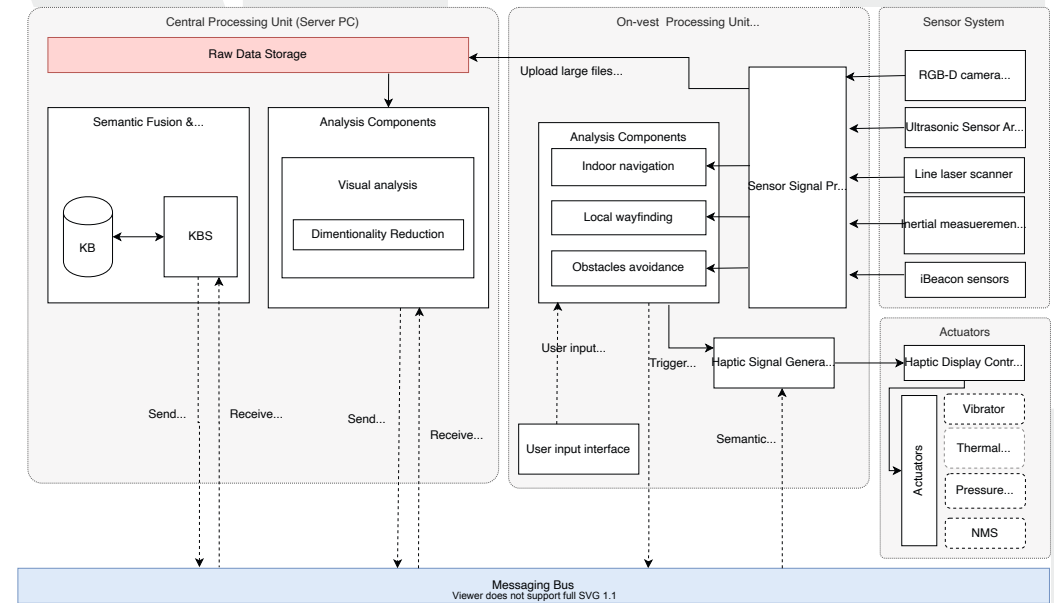 Central Processing Unit (Server PC)
Raw Data Storage
Semantic Fusion &...
KB
KBS
Analysis Components
Visual analysis
Dimentionality Reduction
Send...
Receive...
Send...
Receive...
On-vest Processing Unit...
Upload large files...
Analysis Components
Indoor navigation
Local wayfinding
Obstacles avoidance
Sensor Signal Pr...
User input...
Trigger...
Haptic Signal Genera...
User input interface
Semantic...
Sensor System
RGB-D camera...
Ultrasonic Sensor Ar...
Line laser scanner
Inertial measueremen...
iBeacon sensors
Actuators
Haptic Display Contr...
Actuators
Vibrator
Thermal...
Pressure...
NMS
Messaging Bus
Viewer does not support full SVG 1.1